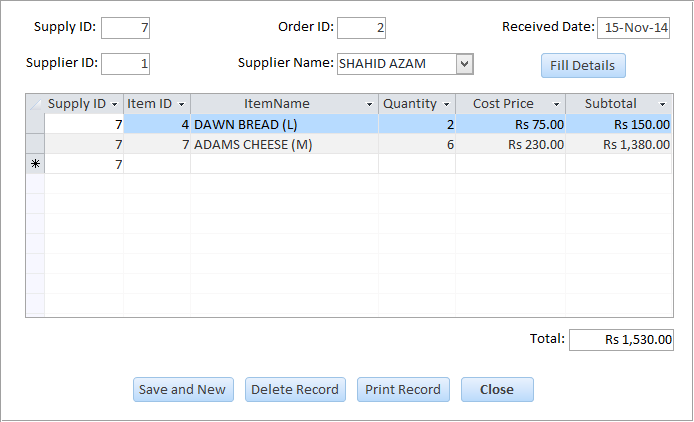 Supply ID: 7 Order ID: 2 Received Date: 15-Nov-14
Supplier ID: 1 Supplier Name: SHAHID AZAM Fill Details
Supply ID Item ID ItemName Quantity Cost Price Subtotal
7 4 DAWN BREAD (L) 2 Rs 75.00 Rs 150.00
7 7 ADAMS CHEESE (M) 6 Rs 230.00 Rs 1,380.00
* 7
Total: Rs 1,530.00
Save and New Delete Record Print Record Close